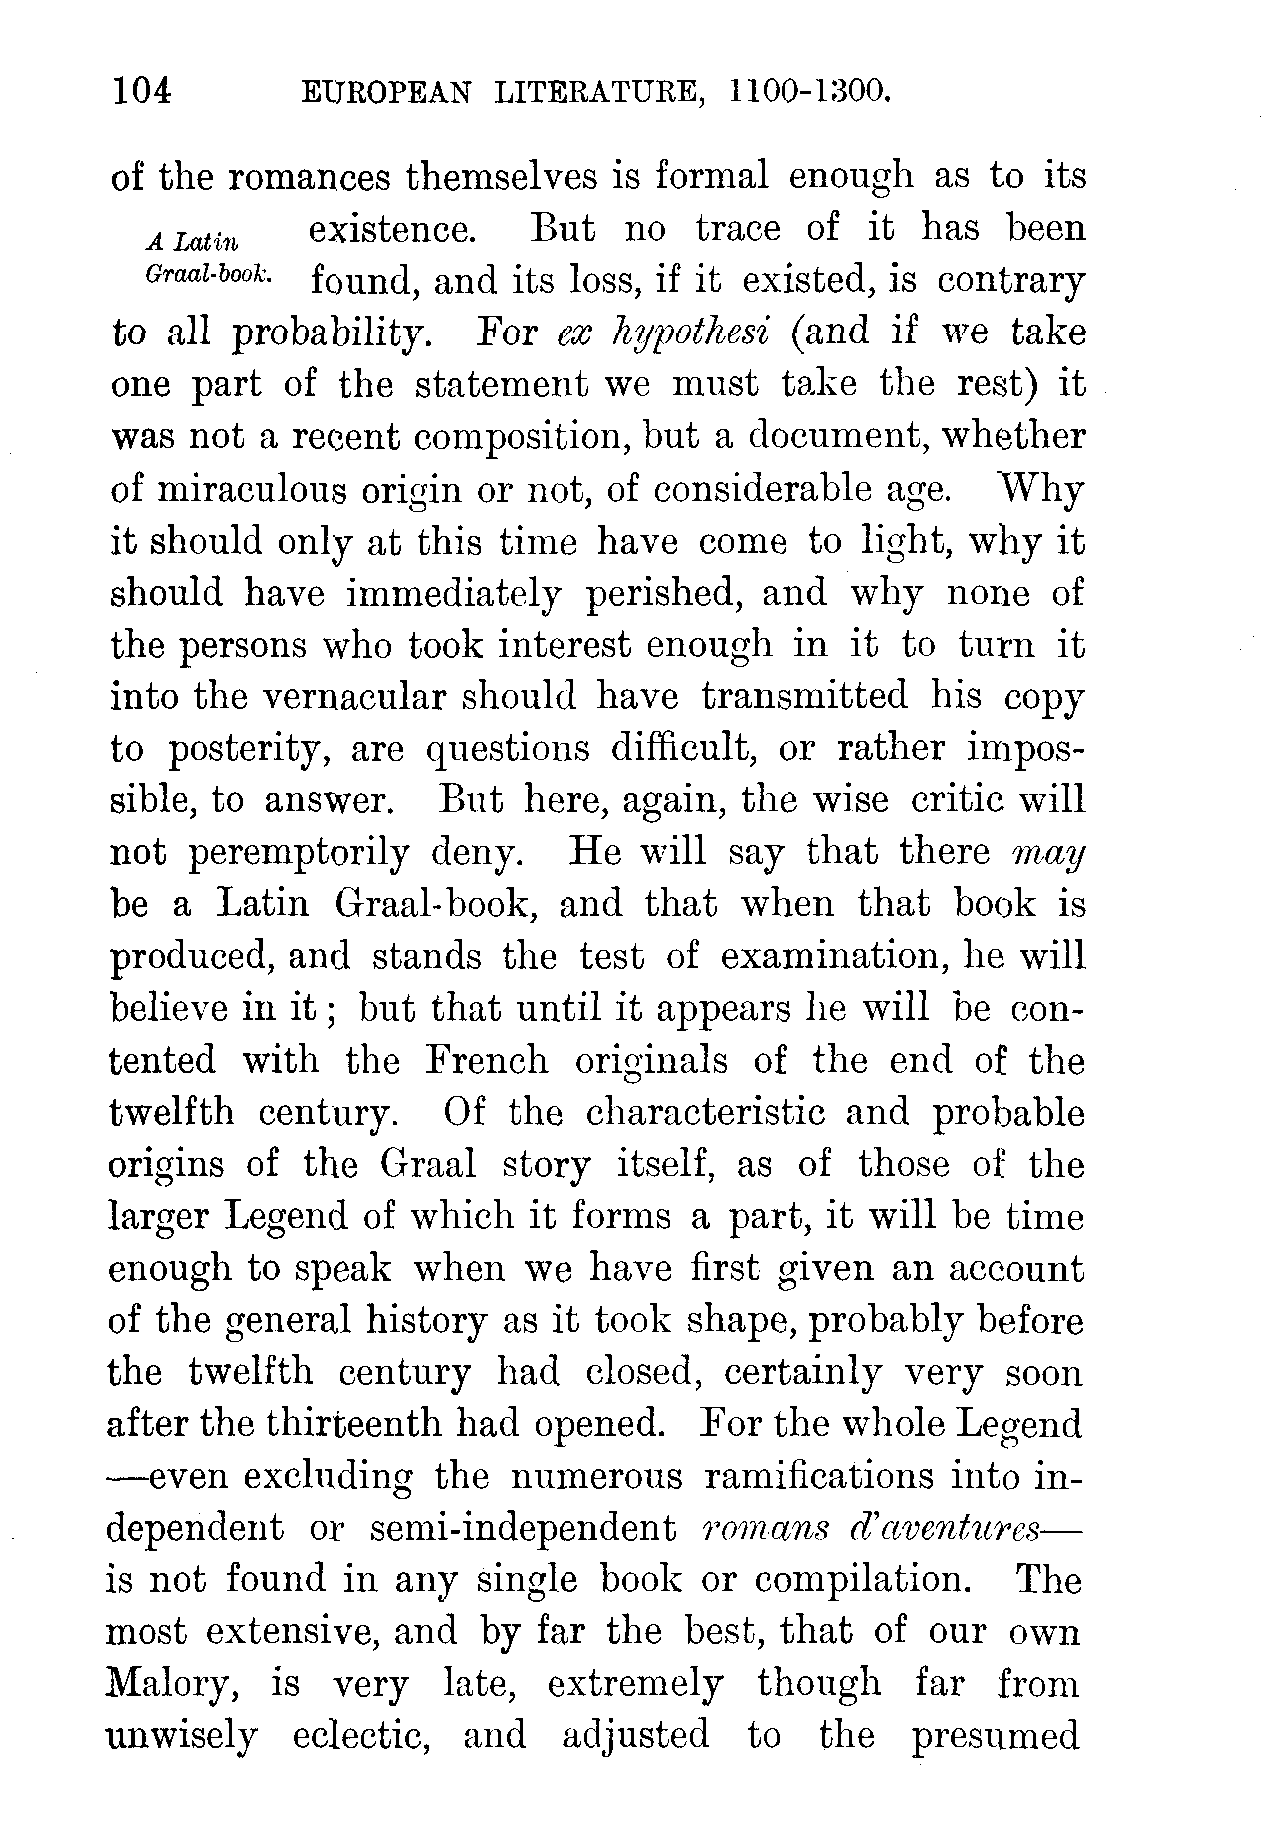 104 EUROPEAN LITERATURE, 1100-1300.
of the romances themselves is formal enough as to its
A Latin existence. But no trace of it has been
Graal-book. found, and its loss, if it existed, is contrary
to all probability. For ex hypothesi (and if we take
one part of the statement we must take the rest) it
was not a recent composition, but a document, whether
of miraculous origin or not, of considerable age. Why
it should only at this time have come to light, why it
should have immediately perished, and why none of
the persons who took interest enough in it to turn it
into the vernacular should have transmitted his copy
to posterity, are questions difficult, or rather impos-
sible, to answer. But here, again, the wise critic will
not peremptorily deny. He will say that there may
be a Latin Graal-book, and that when that book is
produced, and stands the test of examination, he will
believe in it ; but that until it appears he will be con-
tented with the French originals of the end of the
twelfth century. Of the characteristic and probable
origins of the Graal story itself, as of those of the
larger Legend of which it forms a part, it will be time
enough to speak when we have first given an account
of the general history as it took shape, probably before
the twelfth century had closed, certainly very soon
after the thirteenth had opened. For the whole Legend
—even excluding the numerous ramifications into in-
dependent or semi-independent romans d'aventures—
is not found in any single book or compilation. The
most extensive, and by far the best, that of our own
Malory, is very late, extremely though far from
unwisely eclectic, and adjusted to the presumed